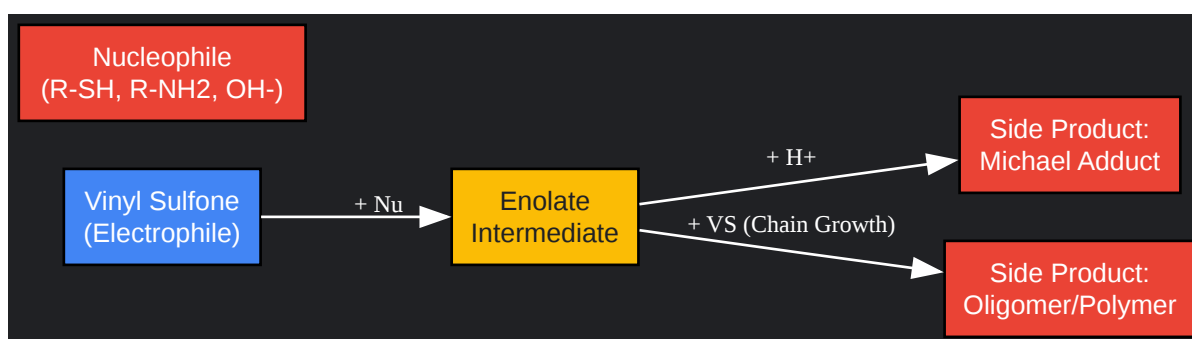 Nucleophile
(R-SH, R-NH2, OH-)
Vinyl Sulfone
(Electrophile)
+ Nu
Enolate
Intermediate
+ H+
+ VS (Chain Growth)
Side Product:
Michael Adduct
Side Product:
Oligomer/Polymer